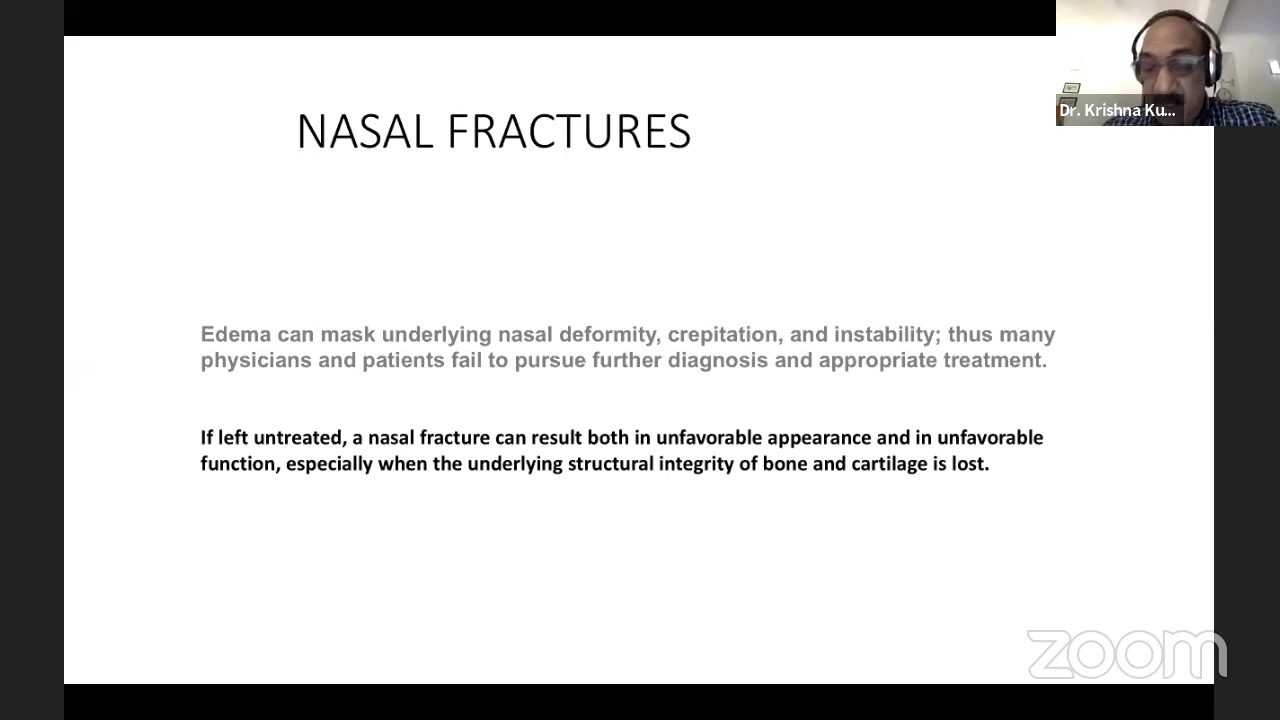 NASAL FRACTURES
Dr. Krishna Ku...
Edema can mask underlying nasal deformity, crepitation, and instability; thus many
physicians and patients fail to pursue further diagnosis and appropriate treatment.
If left untreated, a nasal fracture can result both in unfavorable appearance and in unfavorable
function, especially when the underlying structural integrity of bone and cartilage is lost.
zoom